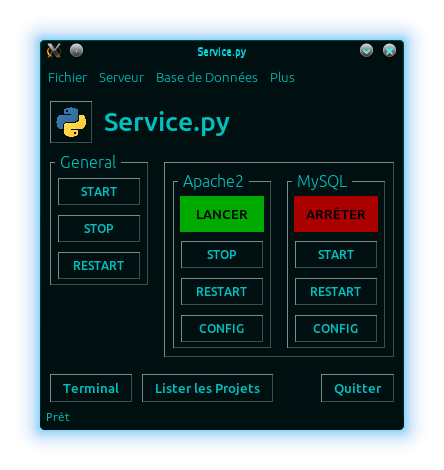 Service.py
Fichier Serveur Base de Données Plus
Service.py
General
START
STOP
RESTART
Apache2
LANCER
STOP
RESTART
CONFIG
MySQL
ARRÊTER
START
RESTART
CONFIG
Terminal Lister les Projets Quitter
Prêt